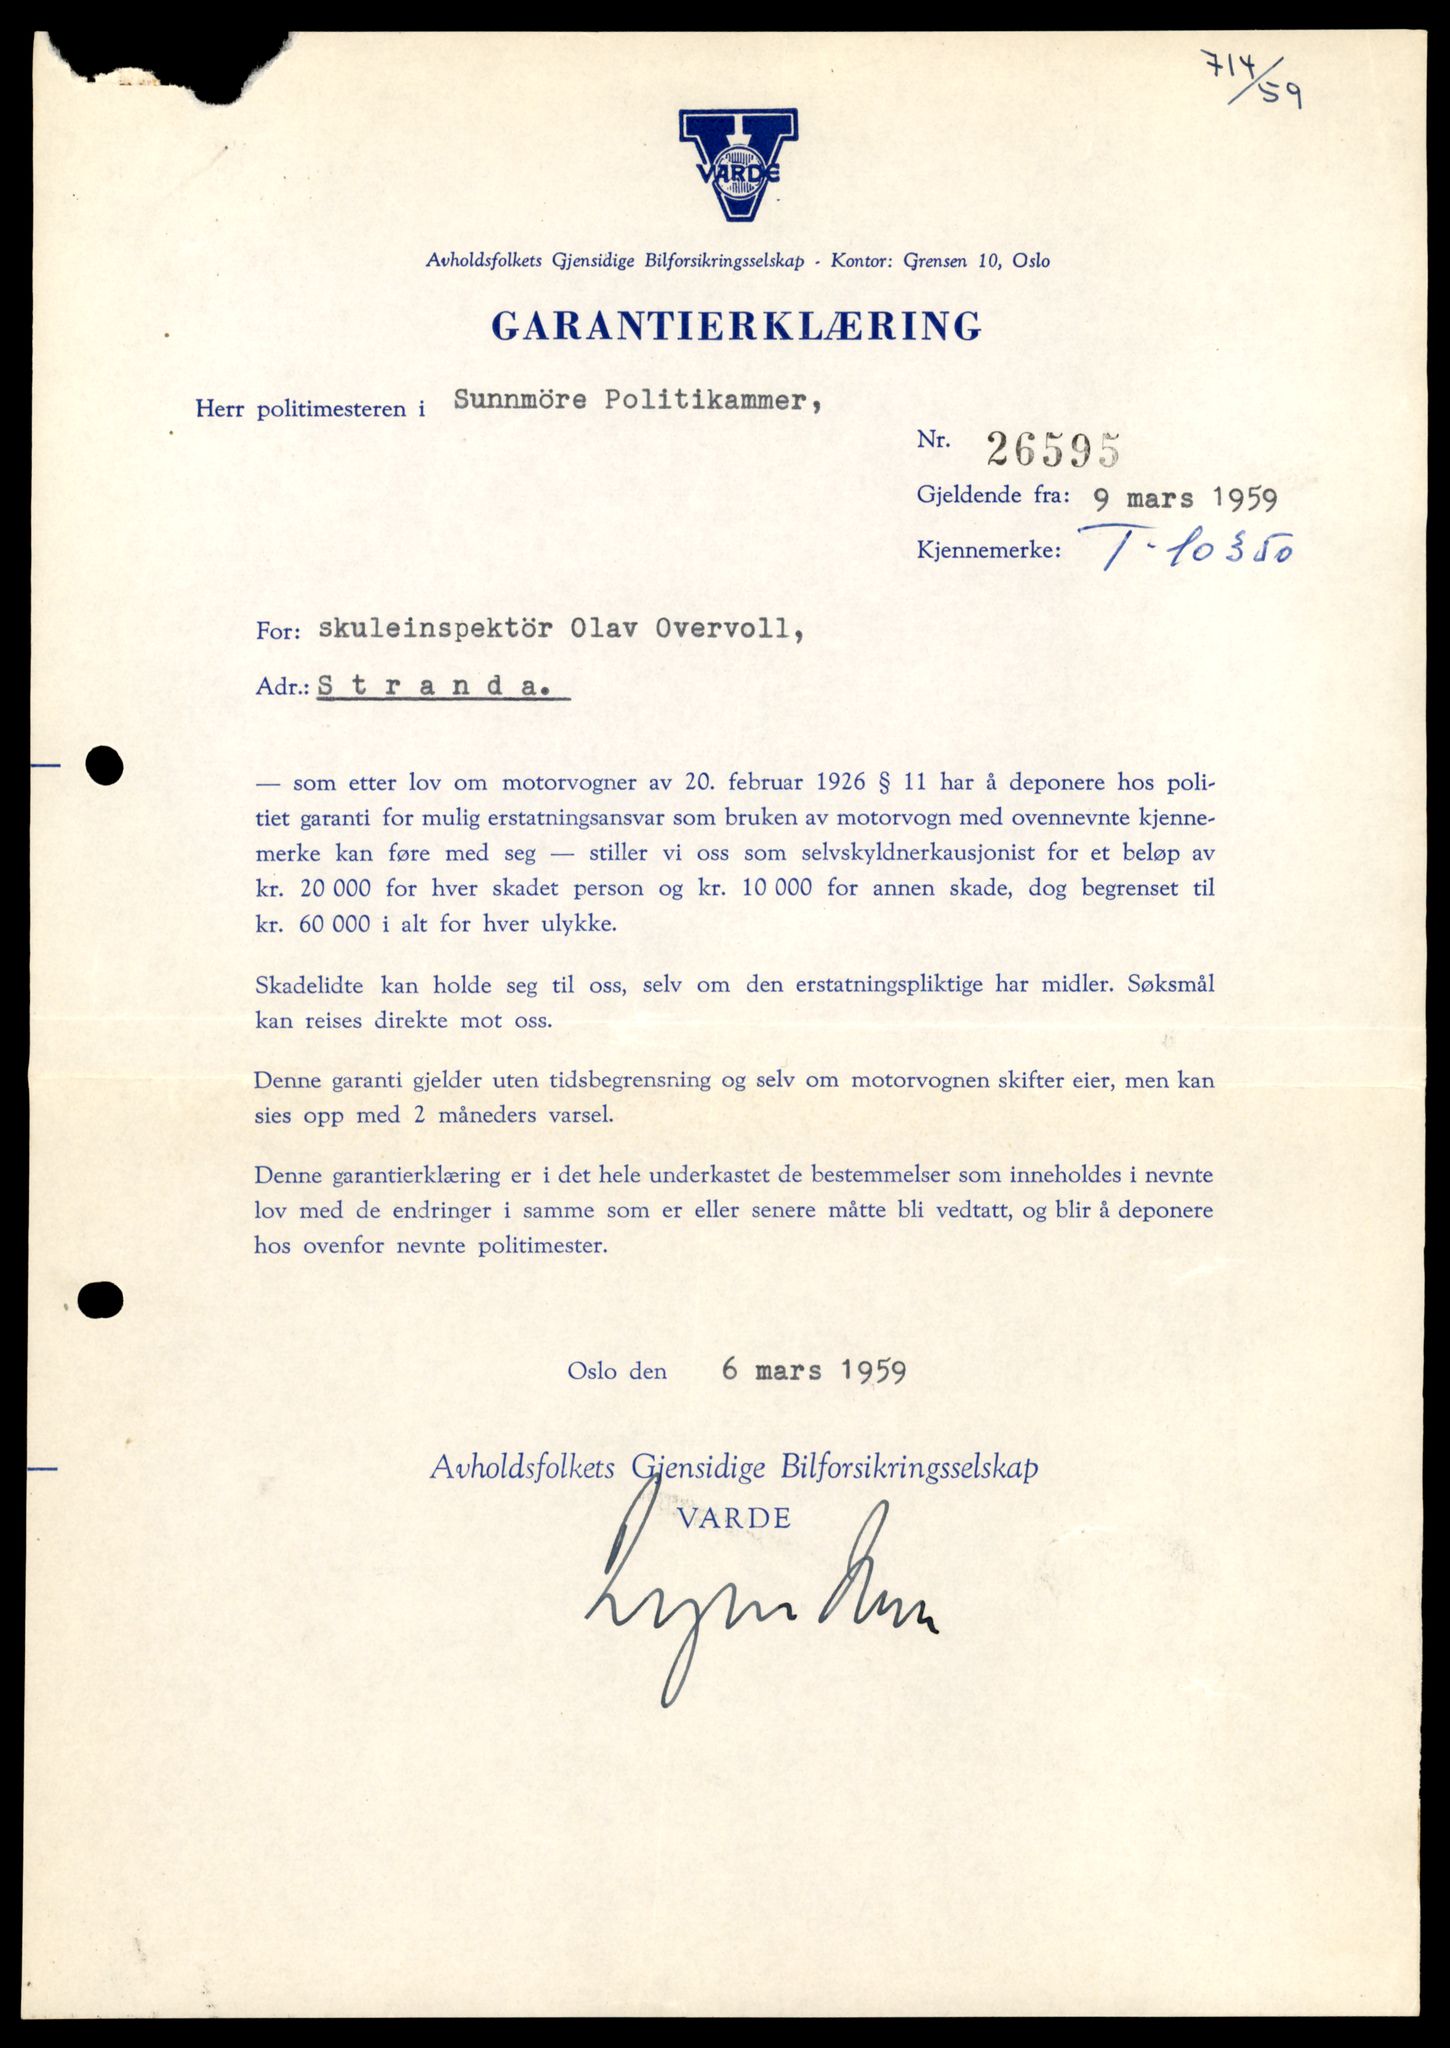 714/59
VARDE
Avholdsfolkets Gjensidige Bilforsikringsselskap - Kontor: Grensen 10, Oslo
GARANTIERKLÆRING
Herr politimesteren i Sunnmöre Politikammer,
Nr. 26595
Gjeldende fra: 9 mars 1959
Kjennemerke: T-10350
For: skuleinspektör Olav Overvoll,
Adr.: Stranda.
— som etter lov om motorvogner av 20. februar 1926 § 11 har å deponere hos poli-
tiet garanti for mulig erstatningsansvar som bruken av motorvogn med ovennevnte kjenne-
merke kan føre med seg — stiller vi oss som selvskyldnerkausjonist for et beløp av
kr. 20 000 for hver skadet person og kr. 10 000 for annen skade, dog begrenset til
kr. 60 000 i alt for hver ulykke.
Skadelidte kan holde seg til oss, selv om den erstatningspliktige har midler. Søksmål
kan reises direkte mot oss.
Denne garanti gjelder uten tidsbegrensning og selv om motorvognen skifter eier, men kan
sies opp med 2 måneders varsel.
Denne garantierklæring er i det hele underkastet de bestemmelser som inneholdes i nevnte
lov med de endringer i samme som er eller senere måtte bli vedtatt, og blir å deponere
hos ovenfor nevnte politimester.
Oslo den 6 mars 1959
Avholdsfolkets Gjensidige Bilforsikringsselskap
VARDE